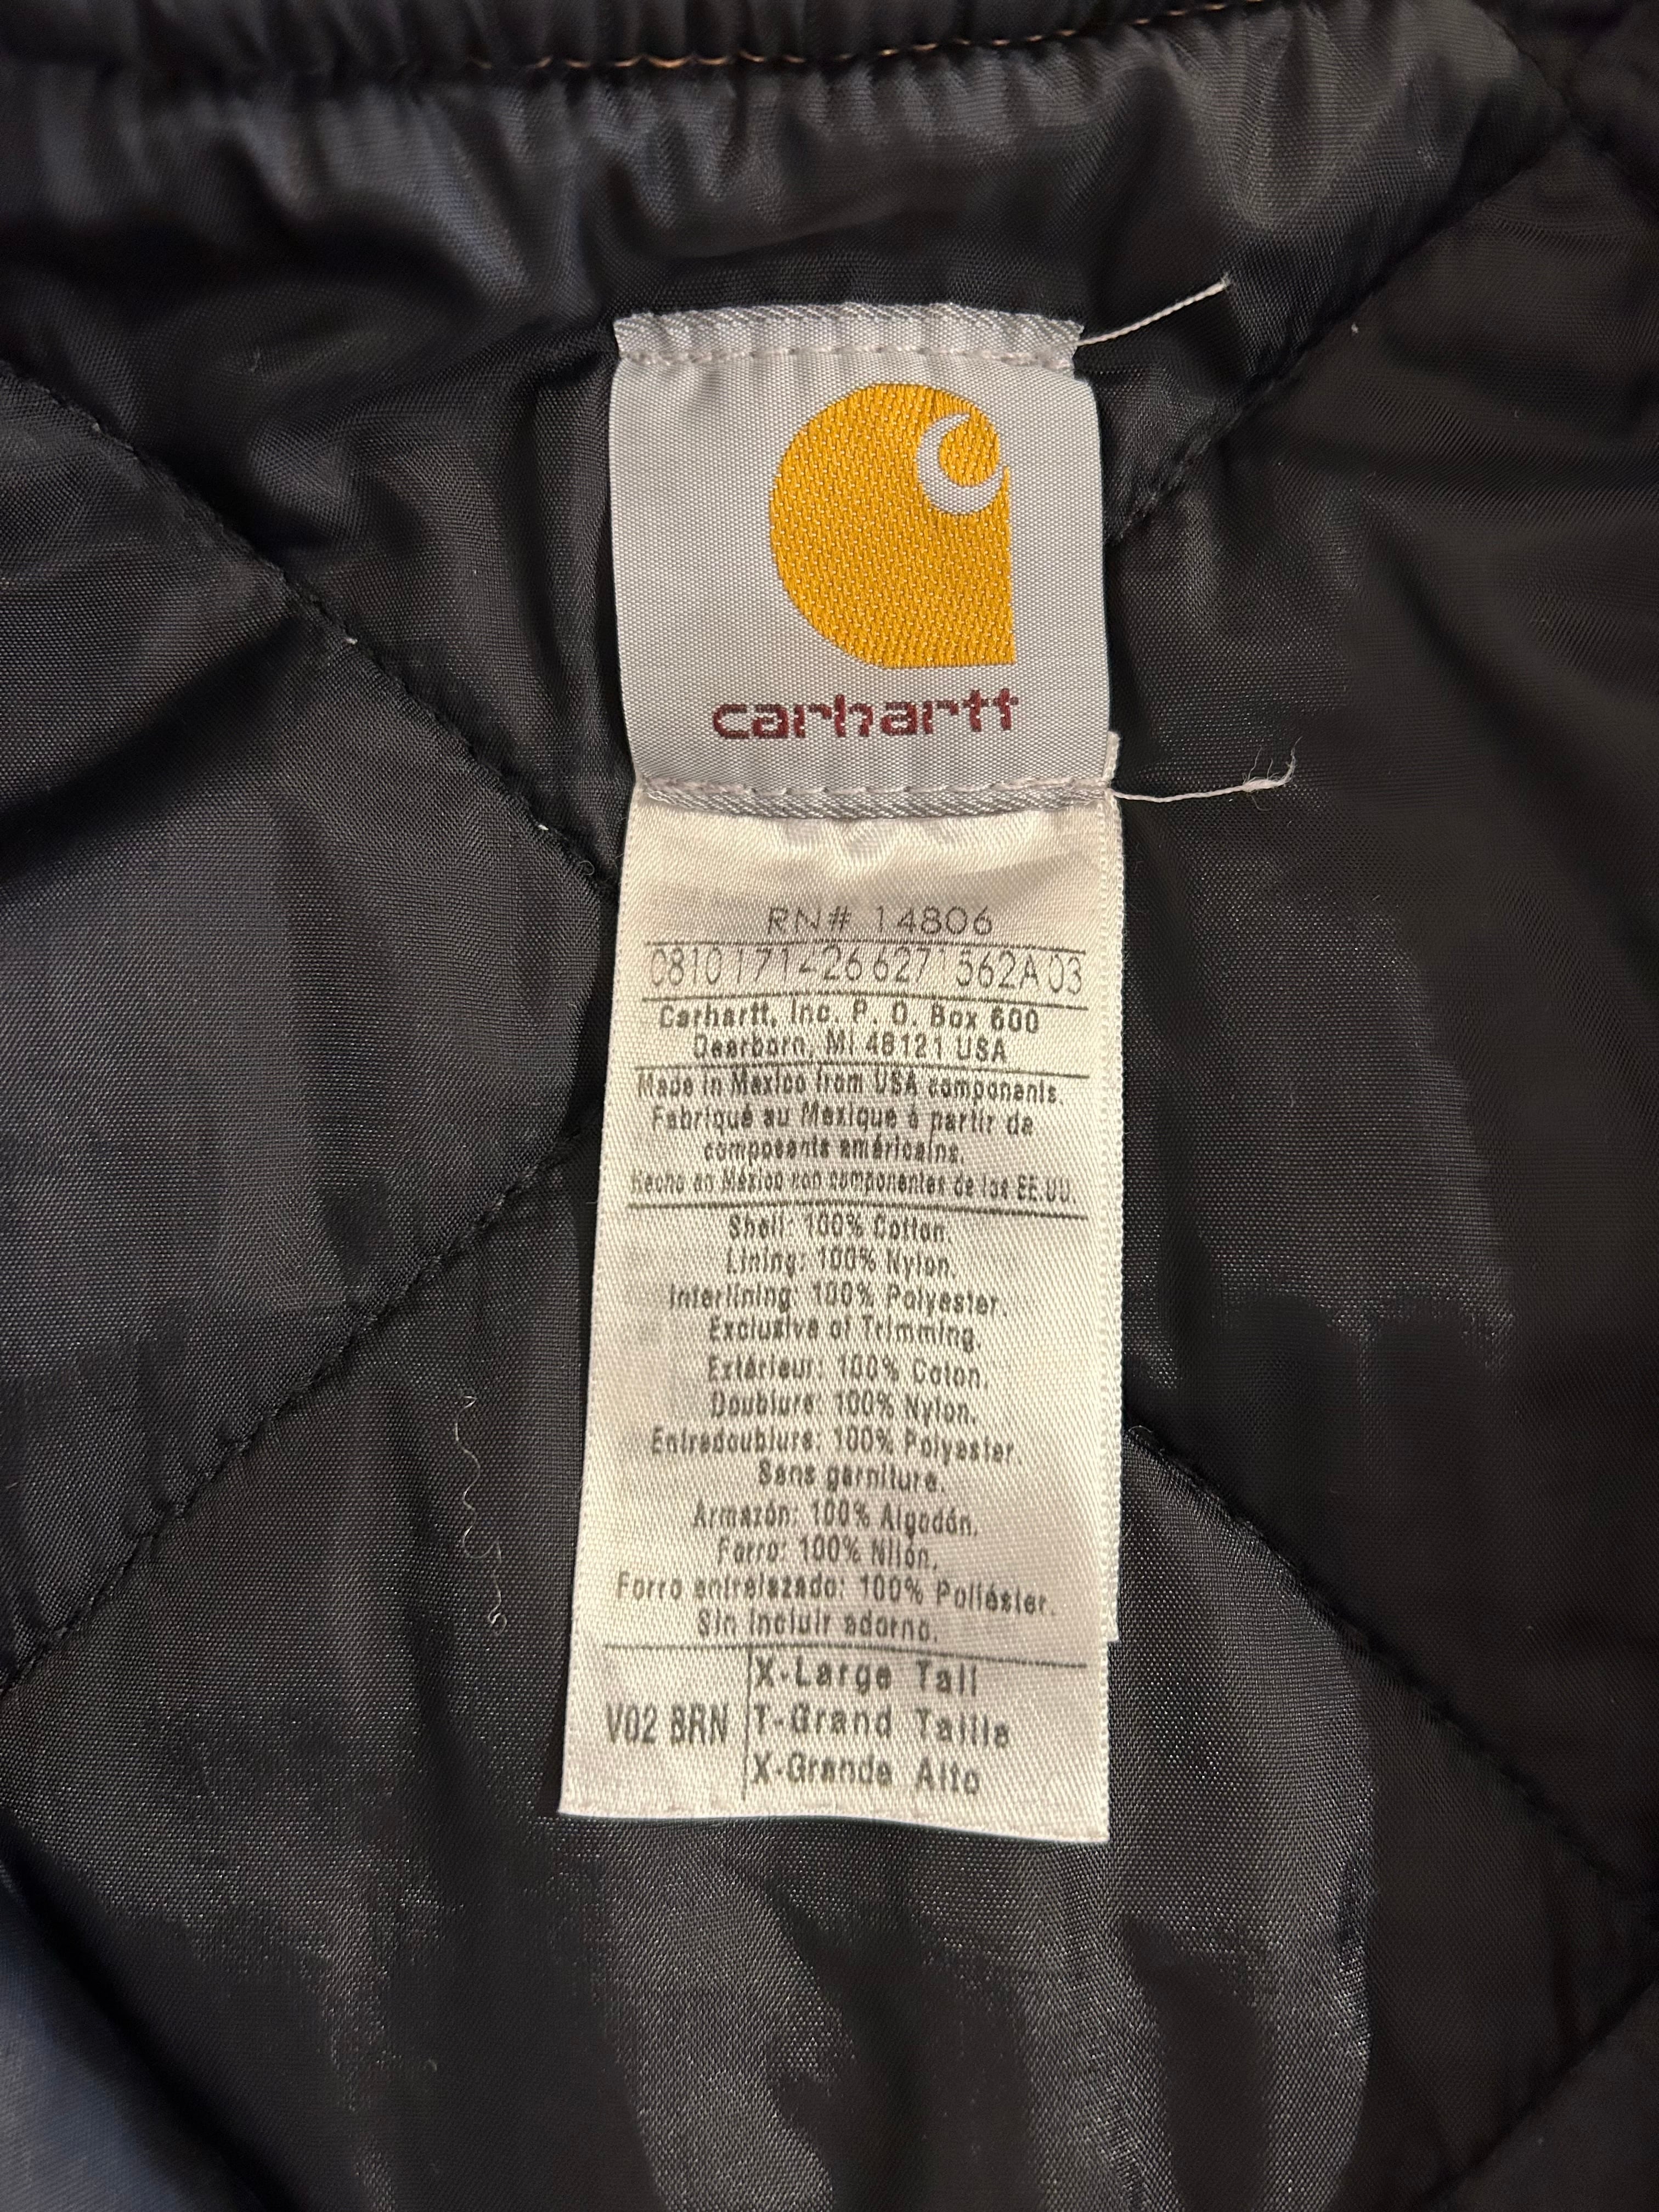 carhartt
RN# 14806
0810 171-26 6271 562A 03
Carhartt, Inc. P. O. Box 600
Dearborn, MI 48121 USA
Made in Mexico from USA components.
Fabriqué au Mexique à partir de
composants américains.
Hecho en México con componentes de los EE.UU.
Shell: 100% Cotton.
Lining: 100% Nylon.
Interlining: 100% Polyester.
Exclusive of Trimming.
Extérieur: 100% Coton.
Doublure: 100% Nylon.
Entredoublure: 100% Polyester.
Sans garniture.
Armazón: 100% Algodón.
Forro: 100% Nilón.
Forro entrelazado: 100% Poliéster.
Sin incluir adorno.
V02 BRN
X-Large Tall
T-Grand Taille
X-Grande Alto